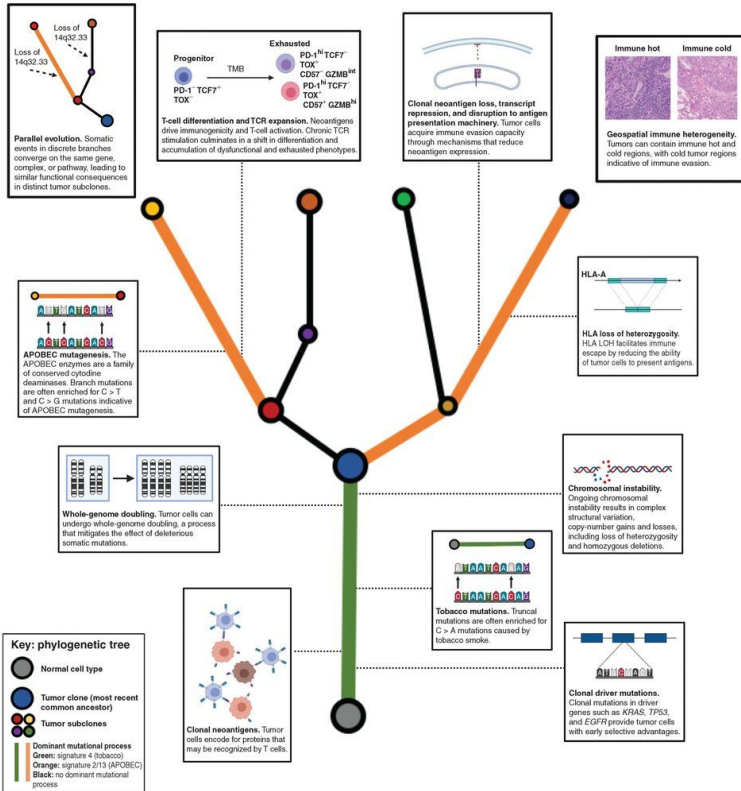 Loss of
14q32.33
Loss of
14q32.33
Parallel evolution. Somatic
events in discrete branches
converge on the same gene,
complex, or pathway, leading to
similar functional consequences
in distinct tumor subclones.
Progenitor
PD-1⁻ TCF7⁺
TOX⁻
TMB
Exhausted
PD-1ʰⁱ TCF7⁻
TOX⁺
CD57⁻ GZMBⁱⁿᵗ
PD-1ʰⁱ TCF7⁻
TOX⁺
CD57⁺ GZMBʰⁱ
T-cell differentiation and TCR expansion. Neoantigens
drive immunogenicity and T-cell activation. Chronic TCR
stimulation culminates in a shift in differentiation and
accumulation of dysfunctional and exhausted phenotypes.
Clonal neoantigen loss, transcript
repression, and disruption to antigen
presentation machinery. Tumor cells
acquire immune evasion capacity
through mechanisms that reduce
neoantigen expression.
Immune hot
Immune cold
Geospatial immune heterogeneity.
Tumors can contain immune hot
and cold regions, with cold tumor regions
indicative of immune evasion.
APOBEC mutagenesis. The
APOBEC enzymes are a family
of conserved cytodine
deaminases. Branch mutations
are often enriched for C > T
and C > G mutations indicative
of APOBEC mutagenesis.
HLA-A
HLA loss of heterozygosity.
HLA LOH facilitates immune
escape by reducing the ability
of tumor cells to present antigens.
Whole-genome doubling. Tumor cells can
undergo whole-genome doubling, a process
that mitigates the effect of deleterious
somatic mutations.
Chromosomal instability.
Ongoing chromosomal
instability results in complex
structural variation,
copy-number gains and losses,
including loss of heterozygosity
and homozygous deletions.
Tobacco mutations. Truncal
mutations are often enriched for
C > A mutations caused by
tobacco smoke.
Clonal neoantigens. Tumor
cells encode for proteins that
may be recognized by T cells.
Clonal driver mutations.
Clonal mutations in driver
genes such as KRAS, TP53,
and EGFR provide tumor cells
with early selective advantages.
Key: phylogenetic tree
Normal cell type
Tumor clone (most recent
common ancestor)
Tumor subclones
Dominant mutational process
Green: signature 4 (tobacco)
Orange: signature 2/13 (APOBEC)
Black: no dominant mutational
process